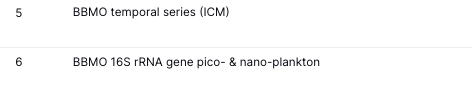 5 BBMO temporal series (ICM)
6 BBMO 16S rRNA gene pico- & nano-plankton